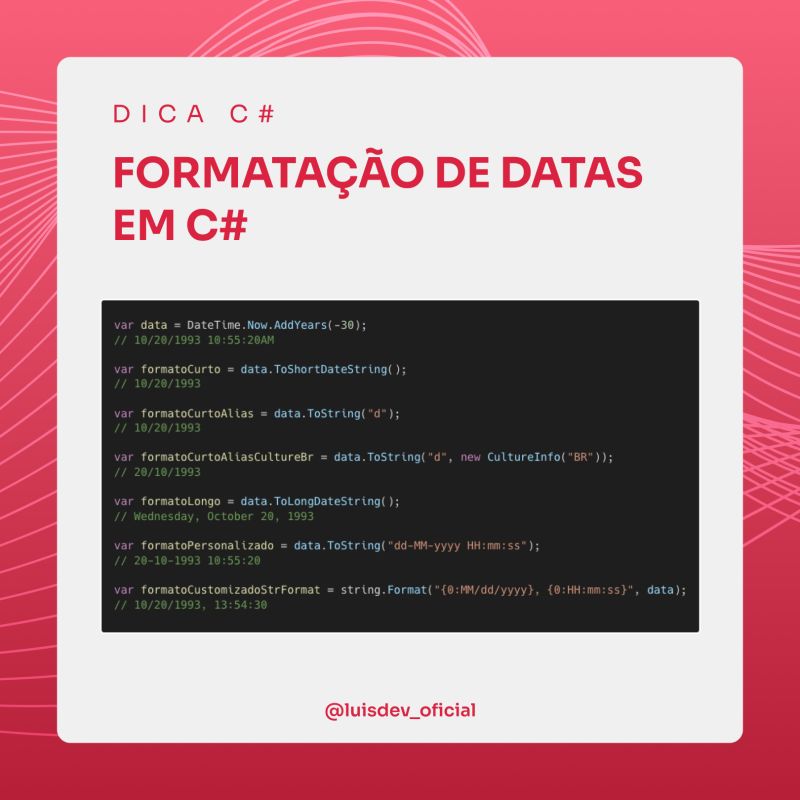 DICA C#
FORMATAÇÃO DE DATAS
EM C#
var data = DateTime.Now.AddYears(-30);
// 10/20/1993 10:55:20AM
var formatoCurto = data.ToShortDateString();
// 10/20/1993
var formatoCurtoAlias = data.ToString("d");
// 10/20/1993
var formatoCurtoAliasCultureBr = data.ToString("d", new CultureInfo("BR"));
// 20/10/1993
var formatoLongo = data.ToLongDateString();
// Wednesday, October 20, 1993
var formatoPersonalizado = data.ToString("dd-MM-yyyy HH:mm:ss");
// 20-10-1993 10:55:20
var formatoCustomizadoStrFormat = string.Format("{0:MM/dd/yyyy}, {0:HH:mm:ss}", data);
// 10/20/1993, 13:54:30
@luisdev_oficial